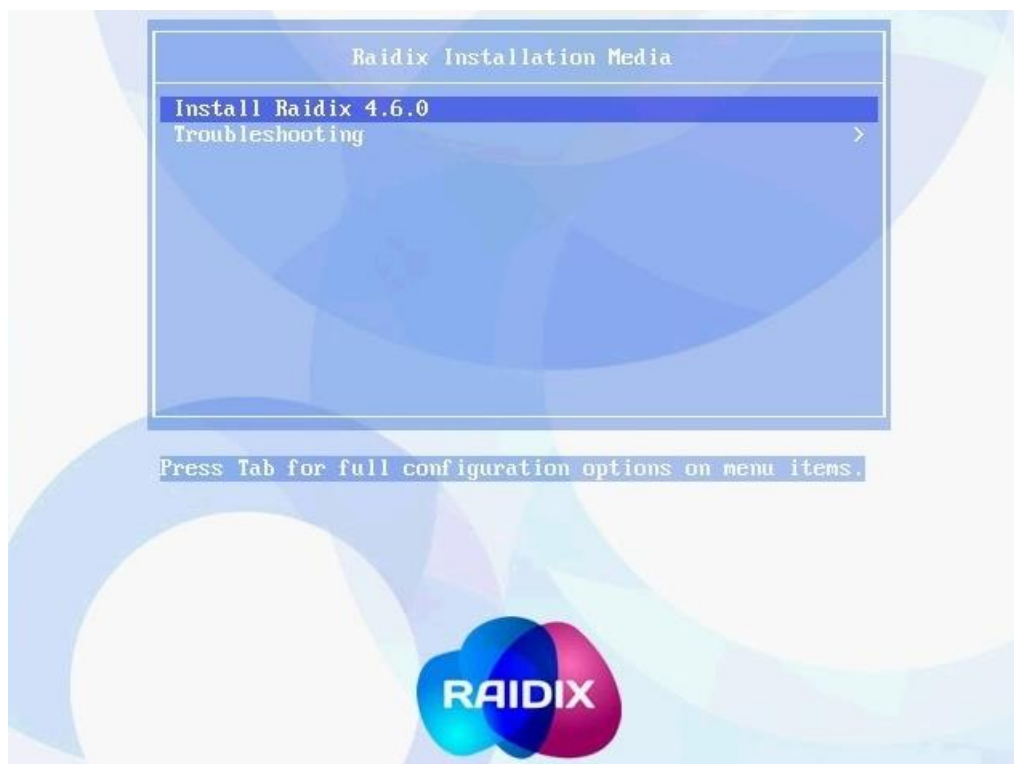 Raidix Installation Media
Install Raidix 4.6.0
Troubleshooting >
Press Tab for full configuration options on menu items.
RAIDIX